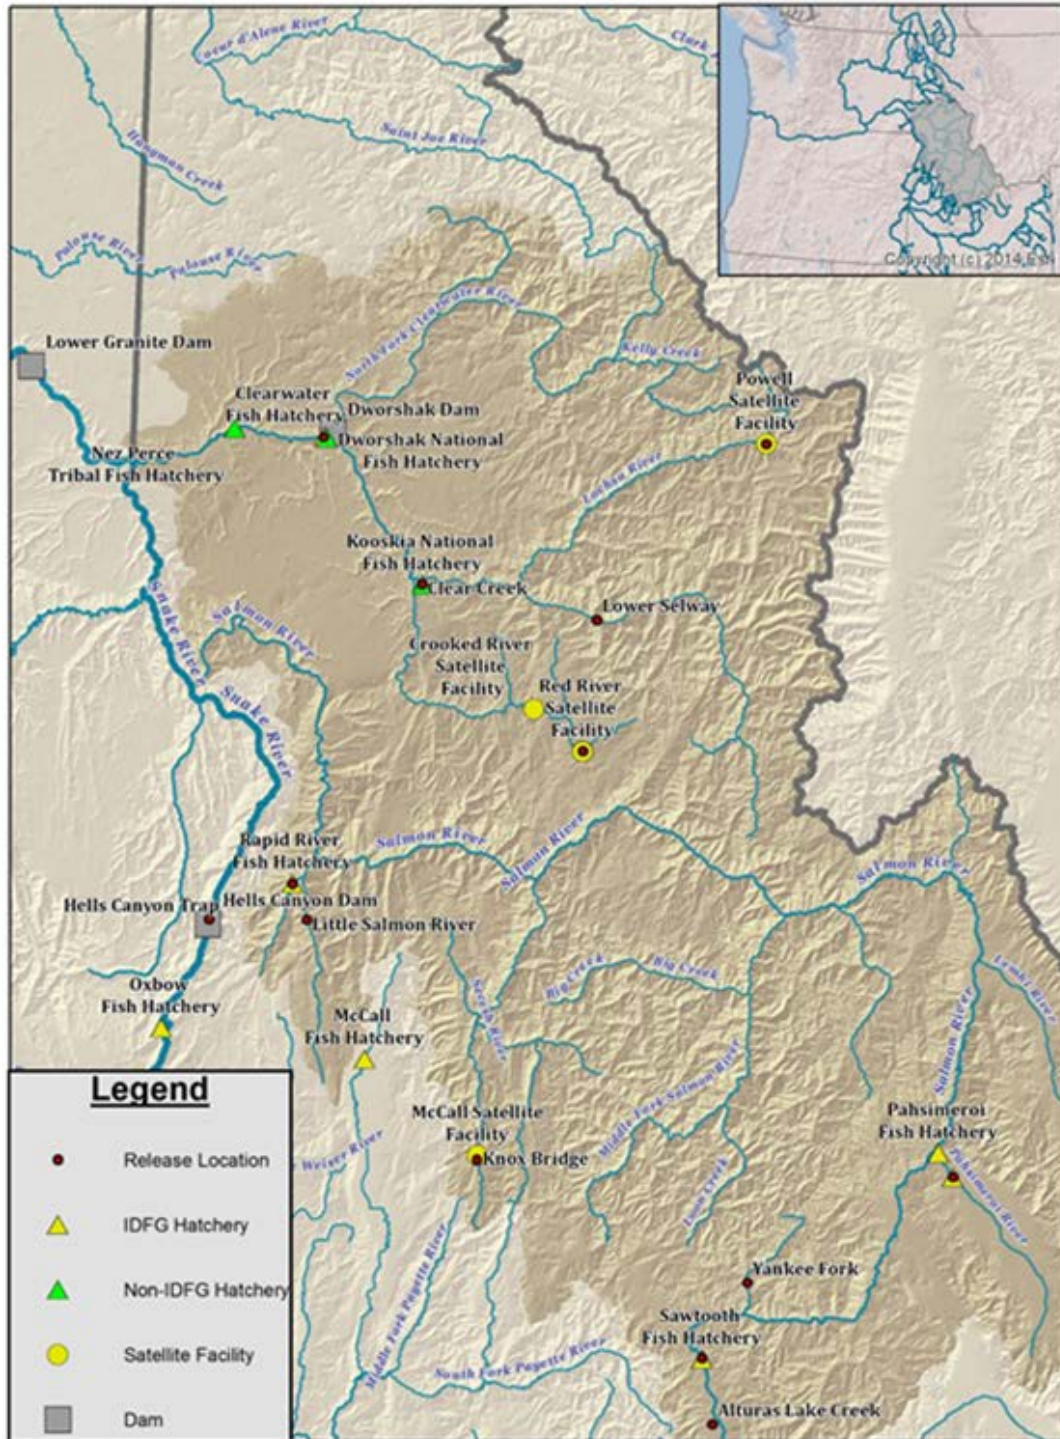 Coeur d'Alene River
Clark
Saint Joe River
Hangman Creek
Palouse River
Palouse River
Copyright (c) 2014 Esri
Lower Granite Dam
North Fork Clearwater River
Kelly Creek
Powell
Satellite
Facility
Clearwater
Fish Hatchery
Dworshak Dam
Dworshak National
Fish Hatchery
Nez Perce
Tribal Fish Hatchery
Lochsa River
Kooskia National
Fish Hatchery
Clear Creek
Lower Selway
Snake River
Salmon River
Crooked River
Satellite
Facility
Red River
Satellite
Facility
Snake River
Rapid River
Fish Hatchery
Salmon River
Salmon River
Salmon River
Hells Canyon Trap
Hells Canyon Dam
Little Salmon River
Lemhi River
Oxbow
Fish Hatchery
McCall
Fish Hatchery
Secesh River
Big Creek
Big Creek
Salmon River
Middle Fork Salmon River
McCall Satellite
Facility
Knox Bridge
Pahsimeroi
Fish Hatchery
Pahsimeroi River
Weiser River
Loon Creek
Middle Fork Payette River
Yankee Fork
Sawtooth
Fish Hatchery
South Fork Payette River
Alturas Lake Creek
Legend
Release Location
IDFG Hatchery
Non-IDFG Hatchery
Satellite Facility
Dam